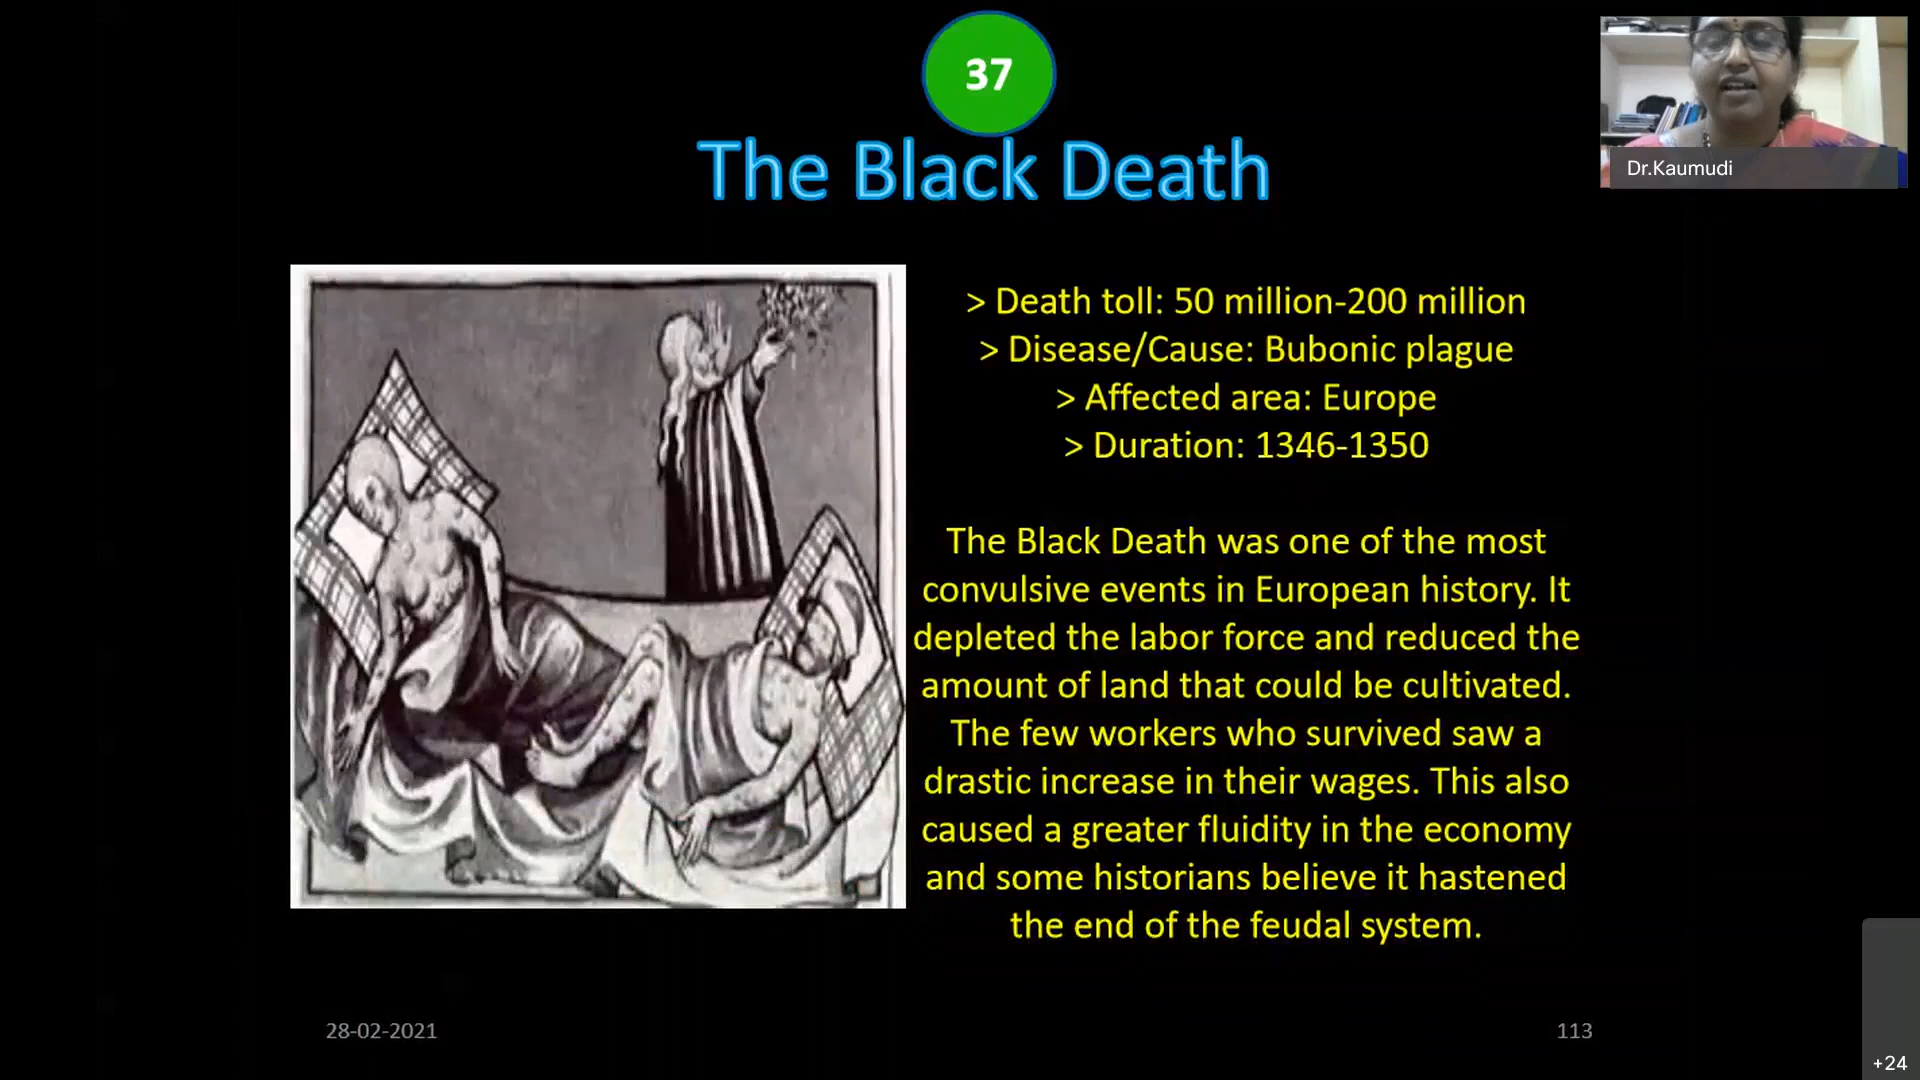 37
The Black Death
Dr.Kaumudi
> Death toll: 50 million-200 million
> Disease/Cause: Bubonic plague
> Affected area: Europe
> Duration: 1346-1350
The Black Death was one of the most
convulsive events in European history. It
depleted the labor force and reduced the
amount of land that could be cultivated.
The few workers who survived saw a
drastic increase in their wages. This also
caused a greater fluidity in the economy
and some historians believe it hastened
the end of the feudal system.
28-02-2021
113
+24